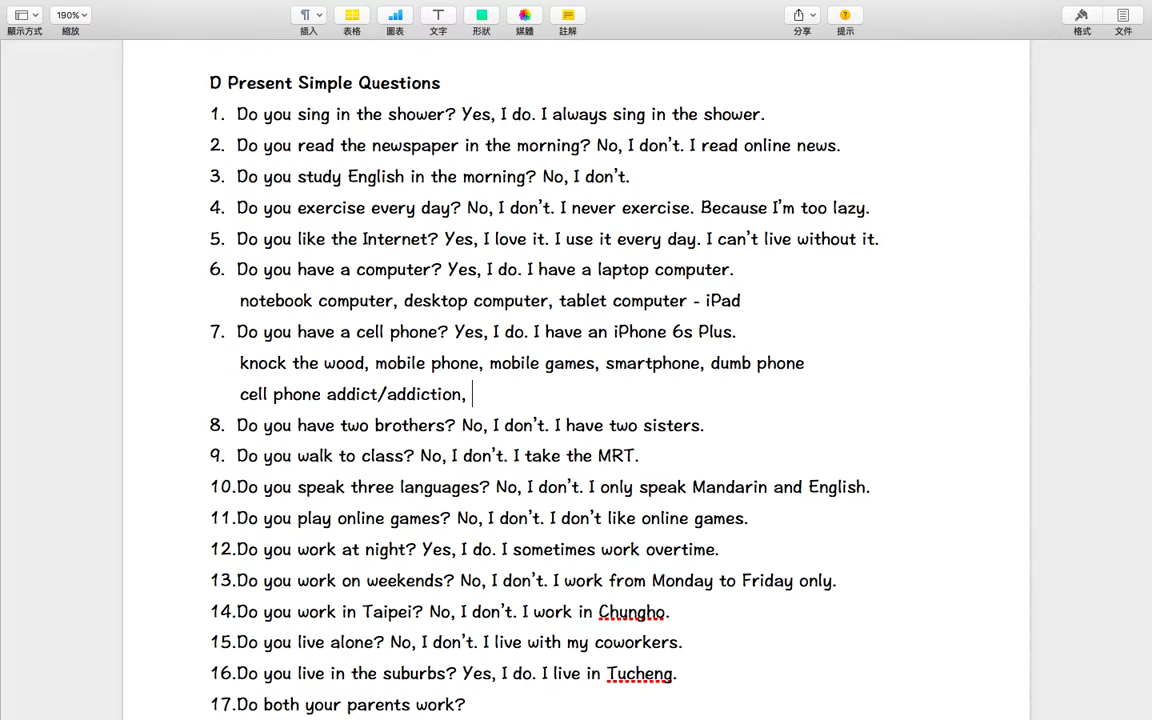 190%
顯示方式 縮放 插入 表格 圖表 文字 形狀 媒體 註解 分享 提示 格式 文件
D Present Simple Questions
1. Do you sing in the shower? Yes, I do. I always sing in the shower.
2. Do you read the newspaper in the morning? No, I don't. I read online news.
3. Do you study English in the morning? No, I don't.
4. Do you exercise every day? No, I don't. I never exercise. Because I'm too lazy.
5. Do you like the Internet? Yes, I love it. I use it every day. I can't live without it.
6. Do you have a computer? Yes, I do. I have a laptop computer.
notebook computer, desktop computer, tablet computer - iPad
7. Do you have a cell phone? Yes, I do. I have an iPhone 6s Plus.
knock the wood, mobile phone, mobile games, smartphone, dumb phone
cell phone addict/addiction,
8. Do you have two brothers? No, I don't. I have two sisters.
9. Do you walk to class? No, I don't. I take the MRT.
10.Do you speak three languages? No, I don't. I only speak Mandarin and English.
11.Do you play online games? No, I don't. I don't like online games.
12.Do you work at night? Yes, I do. I sometimes work overtime.
13.Do you work on weekends? No, I don't. I work from Monday to Friday only.
14.Do you work in Taipei? No, I don't. I work in Chungho.
15.Do you live alone? No, I don't. I live with my coworkers.
16.Do you live in the suburbs? Yes, I do. I live in Tucheng.
17.Do both your parents work?